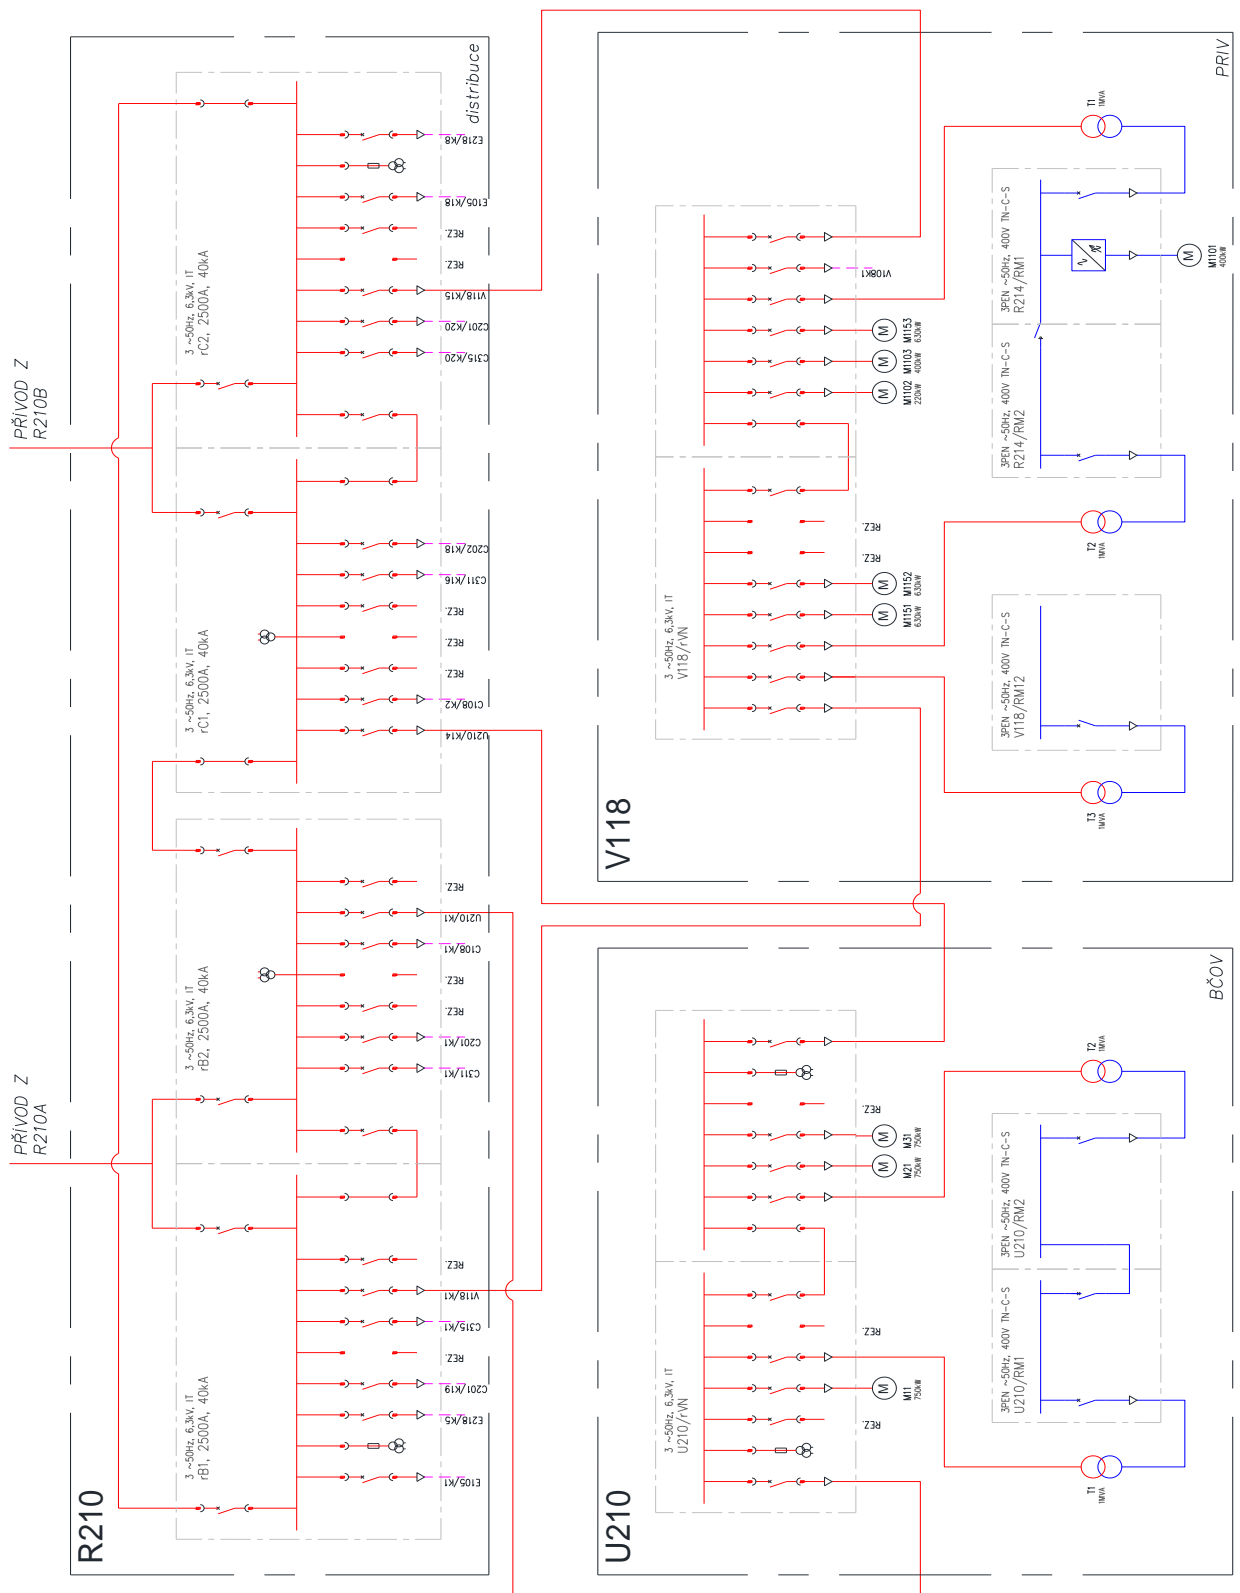 R210
PŘÍVOD Z
R210A
PŘÍVOD Z
R210B
distribuce
3 ~50Hz, 6,3kV, IT
rB1, 2500A, 40kA
E105/K1
E218/K5
C201/K19
REZ.
C315/K1
V118/K1
REZ.
3 ~50Hz, 6,3kV, IT
rB2, 2500A, 40kA
C311/K1
C201/K1
REZ.
REZ.
C108/K1
U210/K1
REZ.
3 ~50Hz, 6,3kV, IT
rC1, 2500A, 40kA
U210/K14
C108/K2
REZ.
REZ.
REZ.
C311/K16
C202/K18
3 ~50Hz, 6,3kV, IT
rC2, 2500A, 40kA
C315/K20
C201/K20
V118/K15
REZ.
REZ.
E105/K18
E218/K8
U210
BČOV
3 ~50Hz, 6,3kV, IT
U210/rVN
REZ.
M
M11
750kW
REZ.
M
M21
750kW
M
M31
750kW
REZ.
T1
1MVA
3PEN ~50Hz, 400V TN-C-S
U210/RM1
3PEN ~50Hz, 400V TN-C-S
U210/RM2
T2
1MVA
V118
PRIV
3 ~50Hz, 6,3kV, IT
V118/rVN
M
M1151
630kW
M
M1152
630kW
REZ.
REZ.
M
M1102
220kW
M
M1103
400kW
M
M1153
630kW
V108K1
T3
1MVA
3PEN ~50Hz, 400V TN-C-S
V118/RM12
T2
1MVA
3PEN ~50Hz, 400V TN-C-S
R214/RM2
3PEN ~50Hz, 400V TN-C-S
R214/RM1
M
M1101
400kW
T1
1MVA